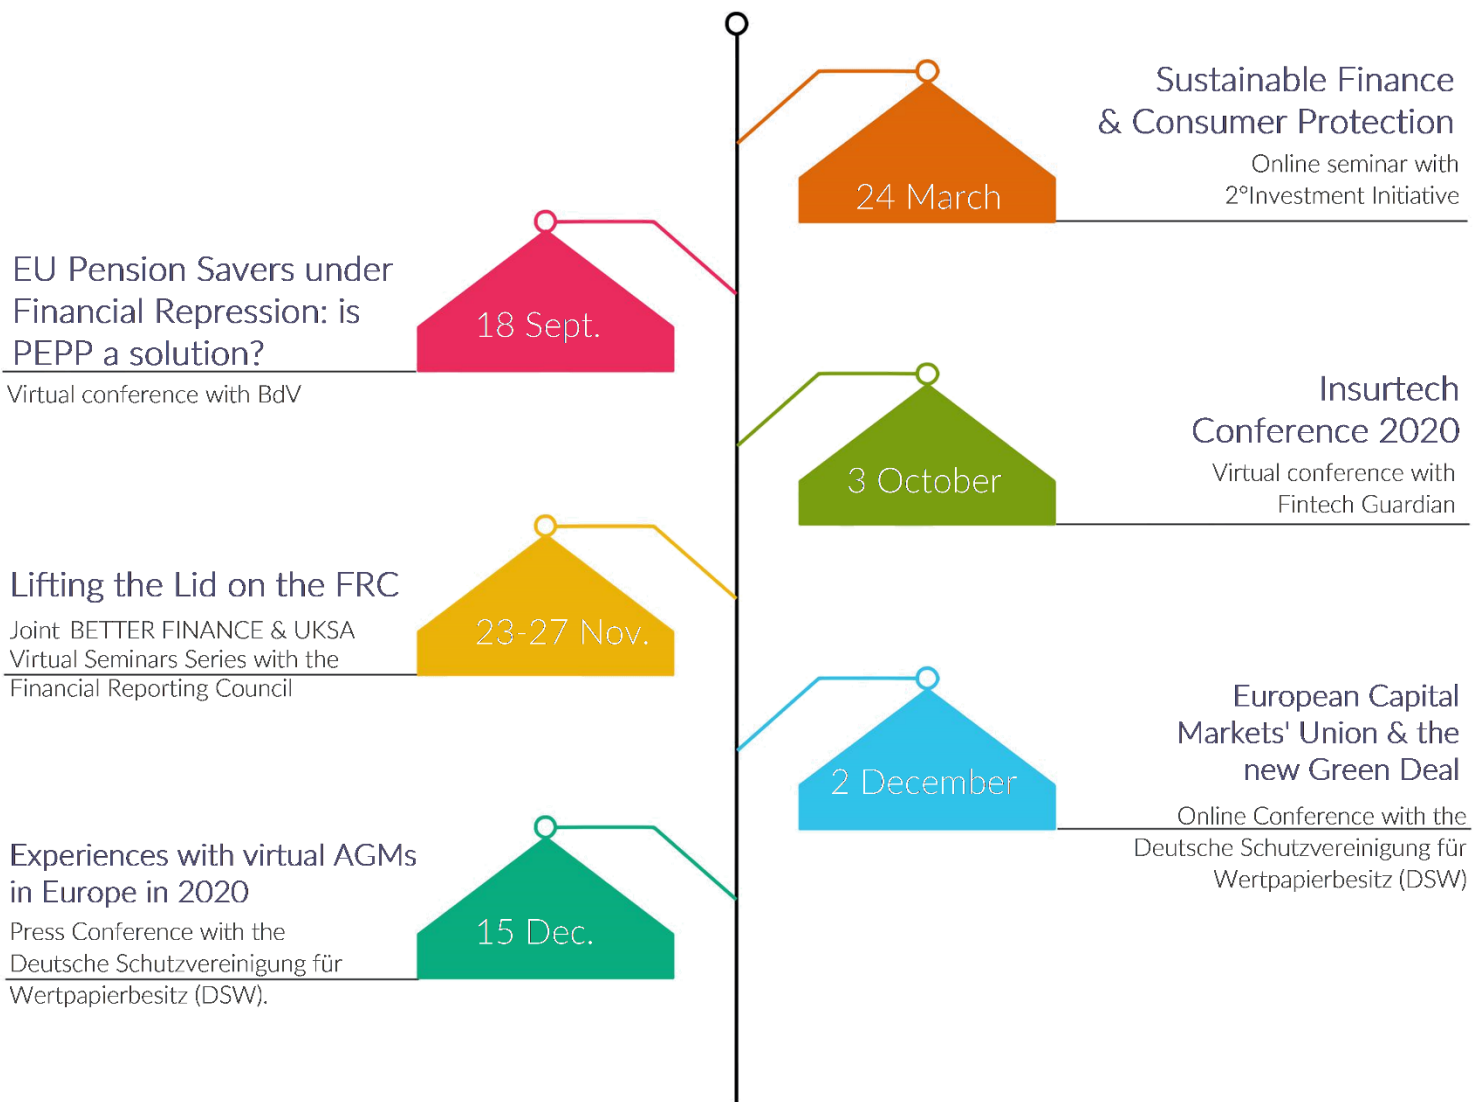 Sustainable Finance
& Consumer Protection
Online seminar with
2°Investment Initiative
24 March
EU Pension Savers under
Financial Repression: is
PEPP a solution?
Virtual conference with BdV
18 Sept.
Insurtech
Conference 2020
Virtual conference with
Fintech Guardian
3 October
Lifting the Lid on the FRC
Joint BETTER FINANCE & UKSA
Virtual Seminars Series with the
Financial Reporting Council
23-27 Nov.
European Capital
Markets' Union & the
new Green Deal
Online Conference with the
Deutsche Schutzvereinigung für
Wertpapierbesitz (DSW)
2 December
Experiences with virtual AGMs
in Europe in 2020
Press Conference with the
Deutsche Schutzvereinigung für
Wertpapierbesitz (DSW).
15 Dec.